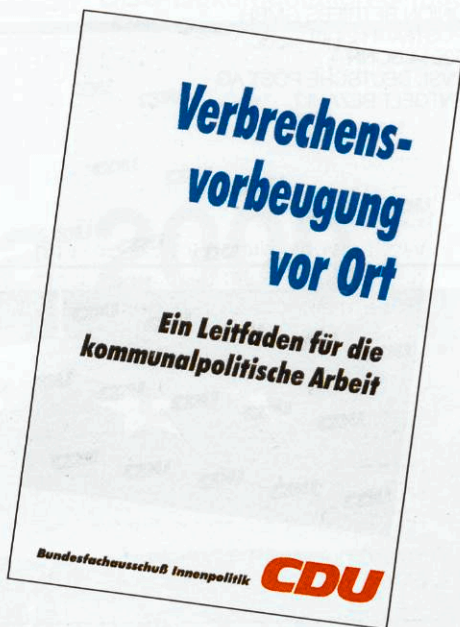 Verbrechens-
vorbeugung
vor Ort
Ein Leitfaden für die
kommunalpolitische Arbeit
Bundesfachausschuß Innenpolitik CDU